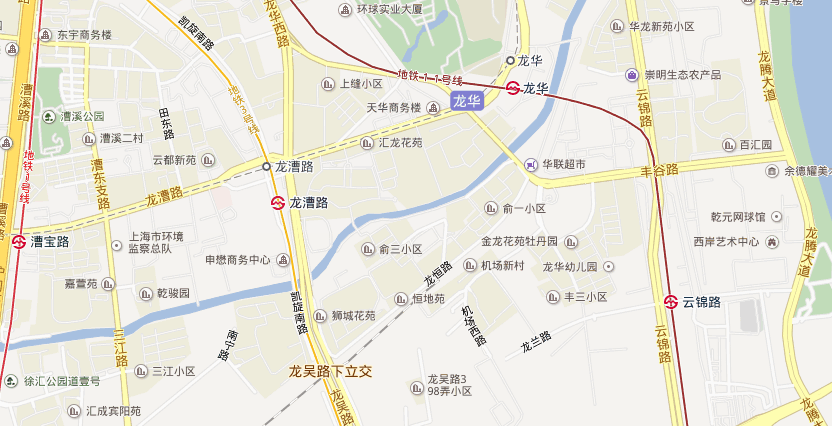 环球实业大厦
景莺学楼
东宇商务楼
凯旋南路
龙华西路
华龙新苑小区
龙华
地铁11号线
龙华
龙华
崇明生态农产品
龙腾大道
上缝小区
天华商务楼
云锦路
地铁3号线
漕溪路
漕溪公园
田东路
漕溪二村
汇龙花苑
百汇园
云都新苑
龙漕路
华联超市
丰谷路
余德耀美
地铁1号线
漕东支路
龙漕路
龙漕路
俞一小区
乾元网球馆
漕宝路
上海市环境
监察总队
俞三小区
金龙花苑牡丹园
西岸艺术中心
龙腾大道
申懋商务中心
龙恒路
机场新村
龙华幼儿园
嘉萱苑
乾骏园
凯旋南路
恒地苑
丰三小区
云锦路
狮城花苑
机场西路
三江路
南宁路
龙兰路
云锦路
三江小区
龙吴路下立交
徐汇公园道壹号
龙吴路3
98弄小区
汇成宾阳苑
龙吴路
龙腾大道